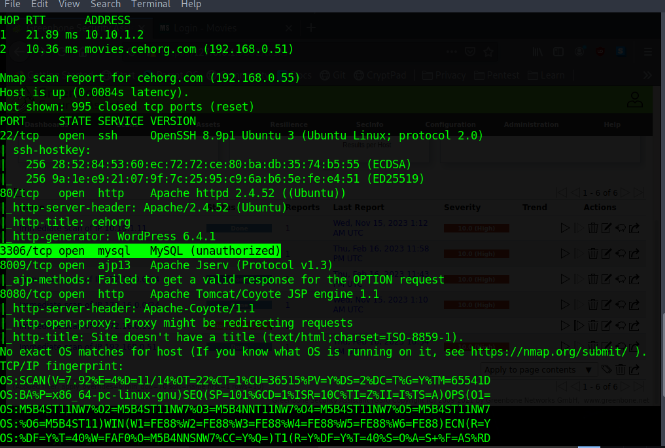 File Edit View Search Terminal Help
HOP RTT      ADDRESS
1   21.89 ms 10.10.1.2
2   10.36 ms movies.cehorg.com (192.168.0.51)
Nmap scan report for cehorg.com (192.168.0.55)
Host is up (0.0084s latency).
Not shown: 995 closed tcp ports (reset)
PORT     STATE SERVICE VERSION
22/tcp   open  ssh     OpenSSH 8.9p1 Ubuntu 3 (Ubuntu Linux; protocol 2.0)
| ssh-hostkey:
|   256 28:52:84:53:60:ec:72:72:ce:80:ba:db:35:74:b5:55 (ECDSA)
|_  256 9a:1e:e9:21:07:9f:7c:25:95:c9:6a:b6:5e:fe:e4:51 (ED25519)
80/tcp   open  http    Apache httpd 2.4.52 ((Ubuntu))
|_http-server-header: Apache/2.4.52 (Ubuntu)
|_http-title: cehorg
|_http-generator: WordPress 6.4.1
3306/tcp open  mysql   MySQL (unauthorized)
8009/tcp open  ajp13   Apache Jserv (Protocol v1.3)
|_ajp-methods: Failed to get a valid response for the OPTION request
8080/tcp open  http    Apache Tomcat/Coyote JSP engine 1.1
|_http-server-header: Apache-Coyote/1.1
|_http-open-proxy: Proxy might be redirecting requests
|_http-title: Site doesn't have a title (text/html;charset=ISO-8859-1).
No exact OS matches for host (If you know what OS is running on it, see https://nmap.org/submit/ ).
TCP/IP fingerprint:
OS:SCAN(V=7.92%E=4%D=11/14%OT=22%CT=1%CU=36515%PV=Y%DS=2%DC=T%G=Y%TM=65541D
OS:BA%P=x86_64-pc-linux-gnu)SEQ(SP=101%GCD=1%ISR=10C%TI=Z%II=I%TS=A)OPS(O1=
OS:M5B4ST11NW7%O2=M5B4ST11NW7%O3=M5B4NNT11NW7%O4=M5B4ST11NW7%O5=M5B4ST11NW7
OS:%O6=M5B4ST11)WIN(W1=FE88%W2=FE88%W3=FE88%W4=FE88%W5=FE88%W6=FE88)ECN(R=Y
OS:%DF=Y%T=40%W=FAF0%O=M5B4NNSNW7%CC=Y%Q=)T1(R=Y%DF=Y%T=40%S=O%A=S+%F=AS%RD